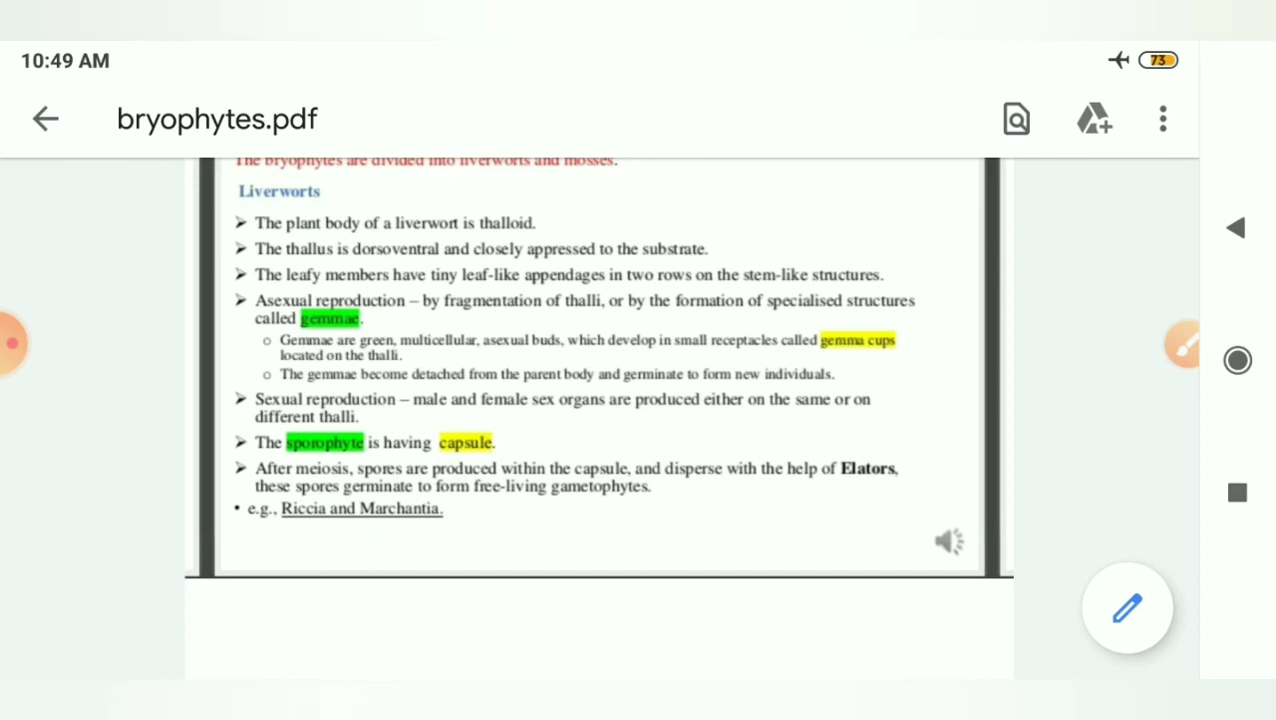 10:49 AM
73
bryophytes.pdf
The bryophytes are divided into liverworts and mosses.
Liverworts
➤ The plant body of a liverwort is thalloid.
➤ The thallus is dorsoventral and closely appressed to the substrate.
➤ The leafy members have tiny leaf-like appendages in two rows on the stem-like structures.
➤ Asexual reproduction – by fragmentation of thalli, or by the formation of specialised structures
called gemmae.
o Gemmae are green, multicellular, asexual buds, which develop in small receptacles called gemma cups
located on the thalli.
o The gemmae become detached from the parent body and germinate to form new individuals.
➤ Sexual reproduction – male and female sex organs are produced either on the same or on
different thalli.
➤ The sporophyte is having capsule.
➤ After meiosis, spores are produced within the capsule, and disperse with the help of Elators,
these spores germinate to form free-living gametophytes.
• e.g., Riccia and Marchantia.